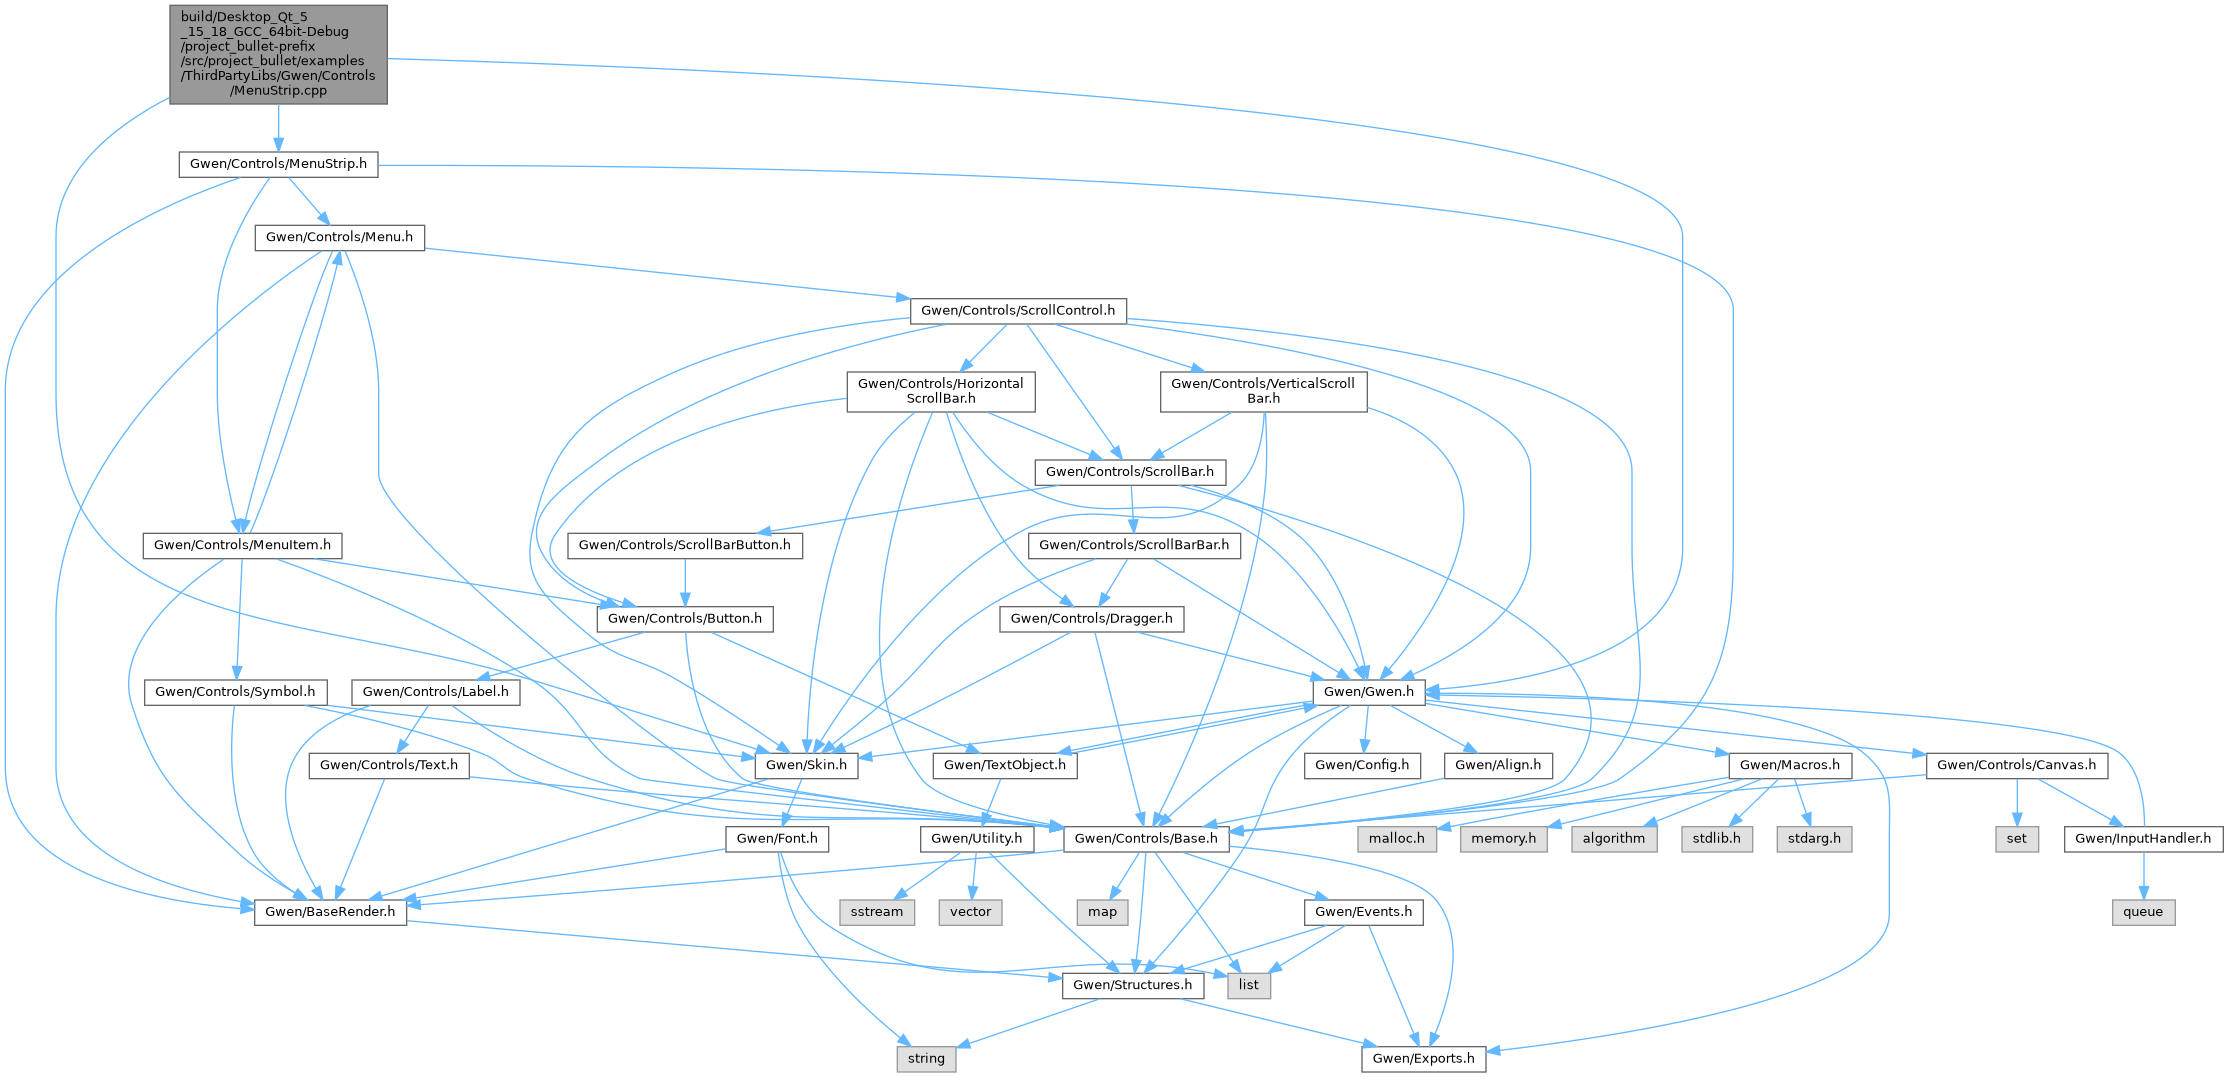 build/Desktop_Qt_5
_15_18_GCC_64bit-Debug
/project_bullet-prefix
/src/project_bullet/examples
/ThirdPartyLibs/Gwen/Controls
/MenuStrip.cpp
Gwen/Controls/MenuStrip.h
Gwen/Controls/Menu.h
Gwen/Controls/ScrollControl.h
Gwen/Controls/Horizontal
ScrollBar.h
Gwen/Controls/VerticalScroll
Bar.h
Gwen/Controls/ScrollBar.h
Gwen/Controls/MenuItem.h
Gwen/Controls/ScrollBarButton.h
Gwen/Controls/ScrollBarBar.h
Gwen/Controls/Button.h
Gwen/Controls/Dragger.h
Gwen/Controls/Symbol.h
Gwen/Controls/Label.h
Gwen/Gwen.h
Gwen/Controls/Text.h
Gwen/Skin.h
Gwen/TextObject.h
Gwen/Config.h
Gwen/Align.h
Gwen/Macros.h
Gwen/Controls/Canvas.h
Gwen/Font.h
Gwen/Utility.h
Gwen/Controls/Base.h
malloc.h
memory.h
algorithm
stdlib.h
stdarg.h
set
Gwen/InputHandler.h
Gwen/BaseRender.h
sstream
vector
map
Gwen/Events.h
queue
Gwen/Structures.h
list
string
Gwen/Exports.h